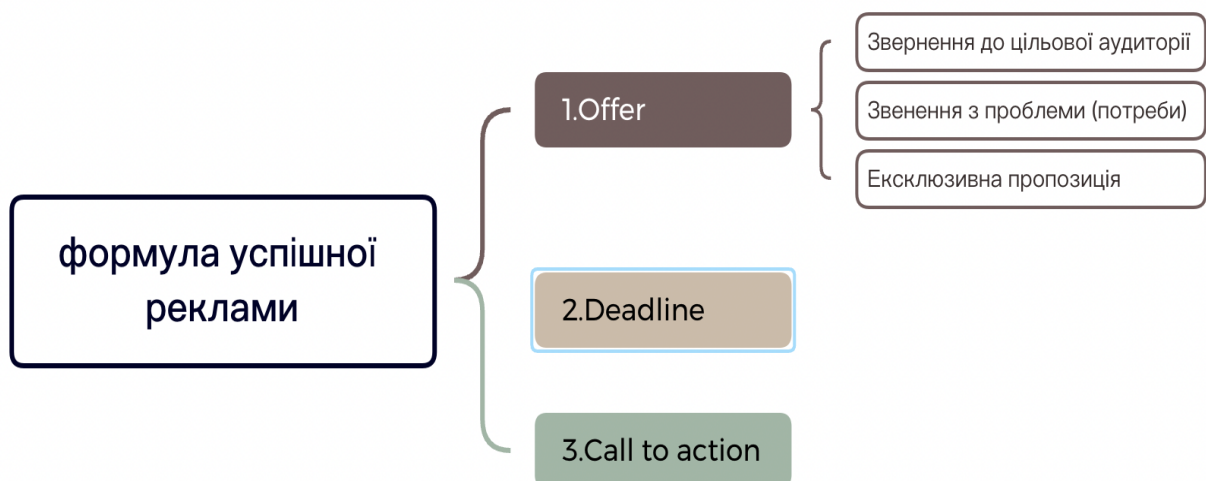 формула успішної
реклами
1.Offer
Звернення до цільової аудиторії
Звенення з проблеми (потреби)
Ексклюзивна пропозиція
2.Deadline
3.Call to action